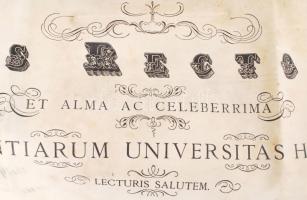 S RECTO
ET ALMA AC CELEBERRIMA
TIARUM UNIVERSITAS H
LECTURIS SALUTEM.